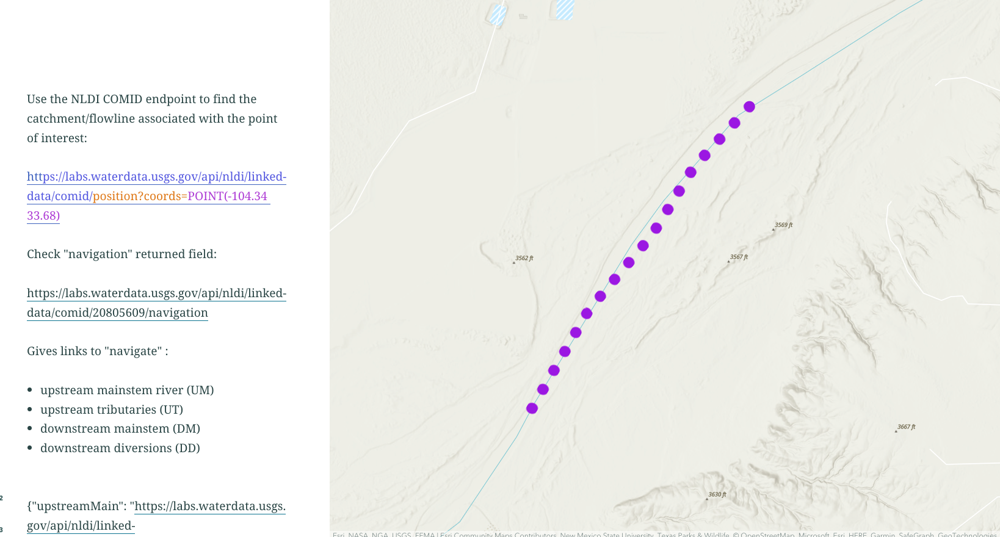 Use the NLDI COMID endpoint to find the
catchment/flowline associated with the point
of interest:
https://labs.waterdata.usgs.gov/api/nldi/linked-
data/comid/position?coords=POINT(-104.34
33.68)
Check "navigation" returned field:
https://labs.waterdata.usgs.gov/api/nldi/linked-
data/comid/20805609/navigation
Gives links to "navigate" :
• upstream mainstem river (UM)
• upstream tributaries (UT)
• downstream mainstem (DM)
• downstream diversions (DD)
2
{"upstreamMain": "https://labs.waterdata.usgs.
gov/api/nldi/linked-
3
3569 ft
3562 ft
3567 ft
3667 ft
3630 ft
Esri, NASA, NGA, USGS, FEMA | Esri Community Maps Contributors, New Mexico State University, Texas Parks & Wildlife, © OpenStreetMap, Microsoft, Esri, HERE, Garmin, SafeGraph, GeoTechnologies